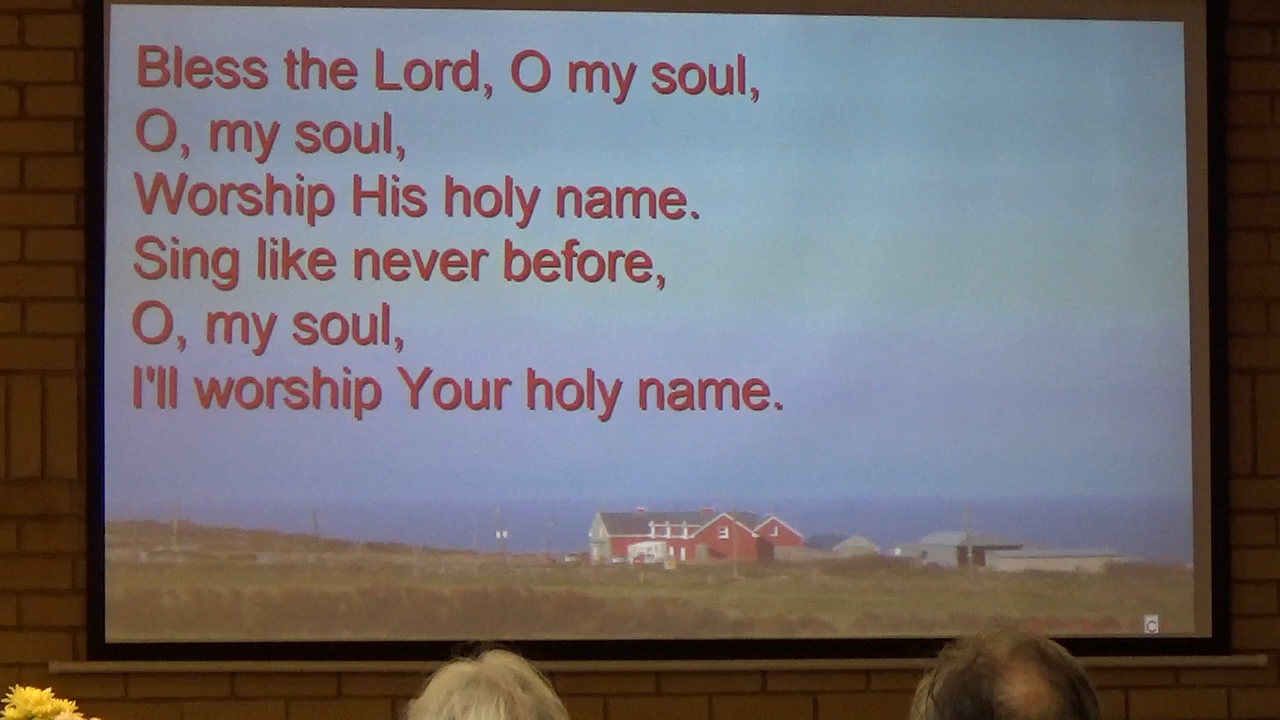 Bless the Lord, O my soul,
O, my soul,
Worship His holy name.
Sing like never before,
O, my soul,
I'll worship Your holy name.
C